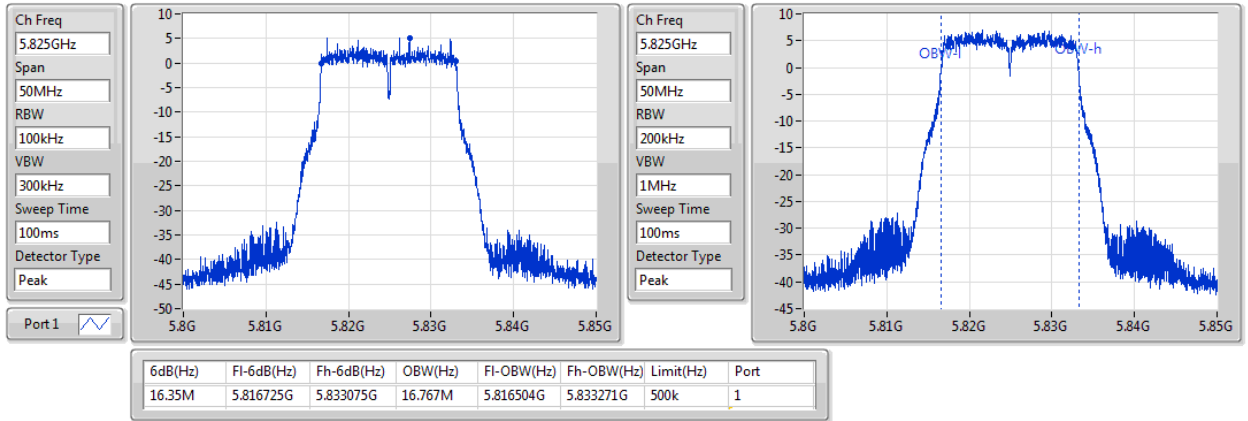 Ch Freq
5.825GHz
Span
50MHz
RBW
100kHz
VBW
300kHz
Sweep Time
100ms
Detector Type
Peak
Port 1
10
5
0
-5
-10
-15
-20
-25
-30
-35
-40
-45
-50
5.8G 5.81G 5.82G 5.83G 5.84G 5.85G
Ch Freq
5.825GHz
Span
50MHz
RBW
200kHz
VBW
1MHz
Sweep Time
100ms
Detector Type
Peak
10
5
0
-5
-10
-15
-20
-25
-30
-35
-40
-45
OBW-l OBW-h
5.8G 5.81G 5.82G 5.83G 5.84G 5.85G
6dB(Hz) Fl-6dB(Hz) Fh-6dB(Hz) OBW(Hz) Fl-OBW(Hz) Fh-OBW(Hz) Limit(Hz) Port
16.35M 5.816725G 5.833075G 16.767M 5.816504G 5.833271G 500k 1